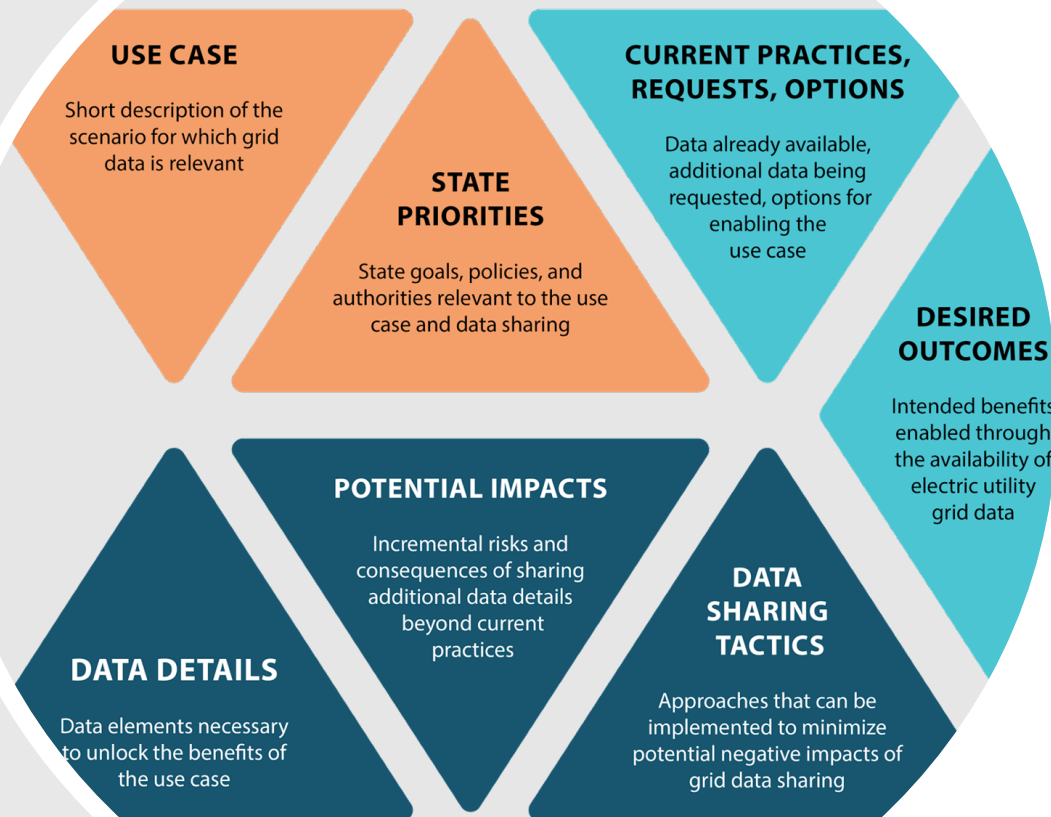 USE CASE
Short description of the
scenario for which grid
data is relevant
STATE
PRIORITIES
State goals, policies, and
authorities relevant to the use
case and data sharing
CURRENT PRACTICES,
REQUESTS, OPTIONS
Data already available,
additional data being
requested, options for
enabling the
use case
DESIRED
OUTCOMES
Intended benefits
enabled through
the availability of
electric utility
grid data
DATA DETAILS
Data elements necessary
to unlock the benefits of
the use case
POTENTIAL IMPACTS
Incremental risks and
consequences of sharing
additional data details
beyond current
practices
DATA
SHARING
TACTICS
Approaches that can be
implemented to minimize
potential negative impacts of
grid data sharing